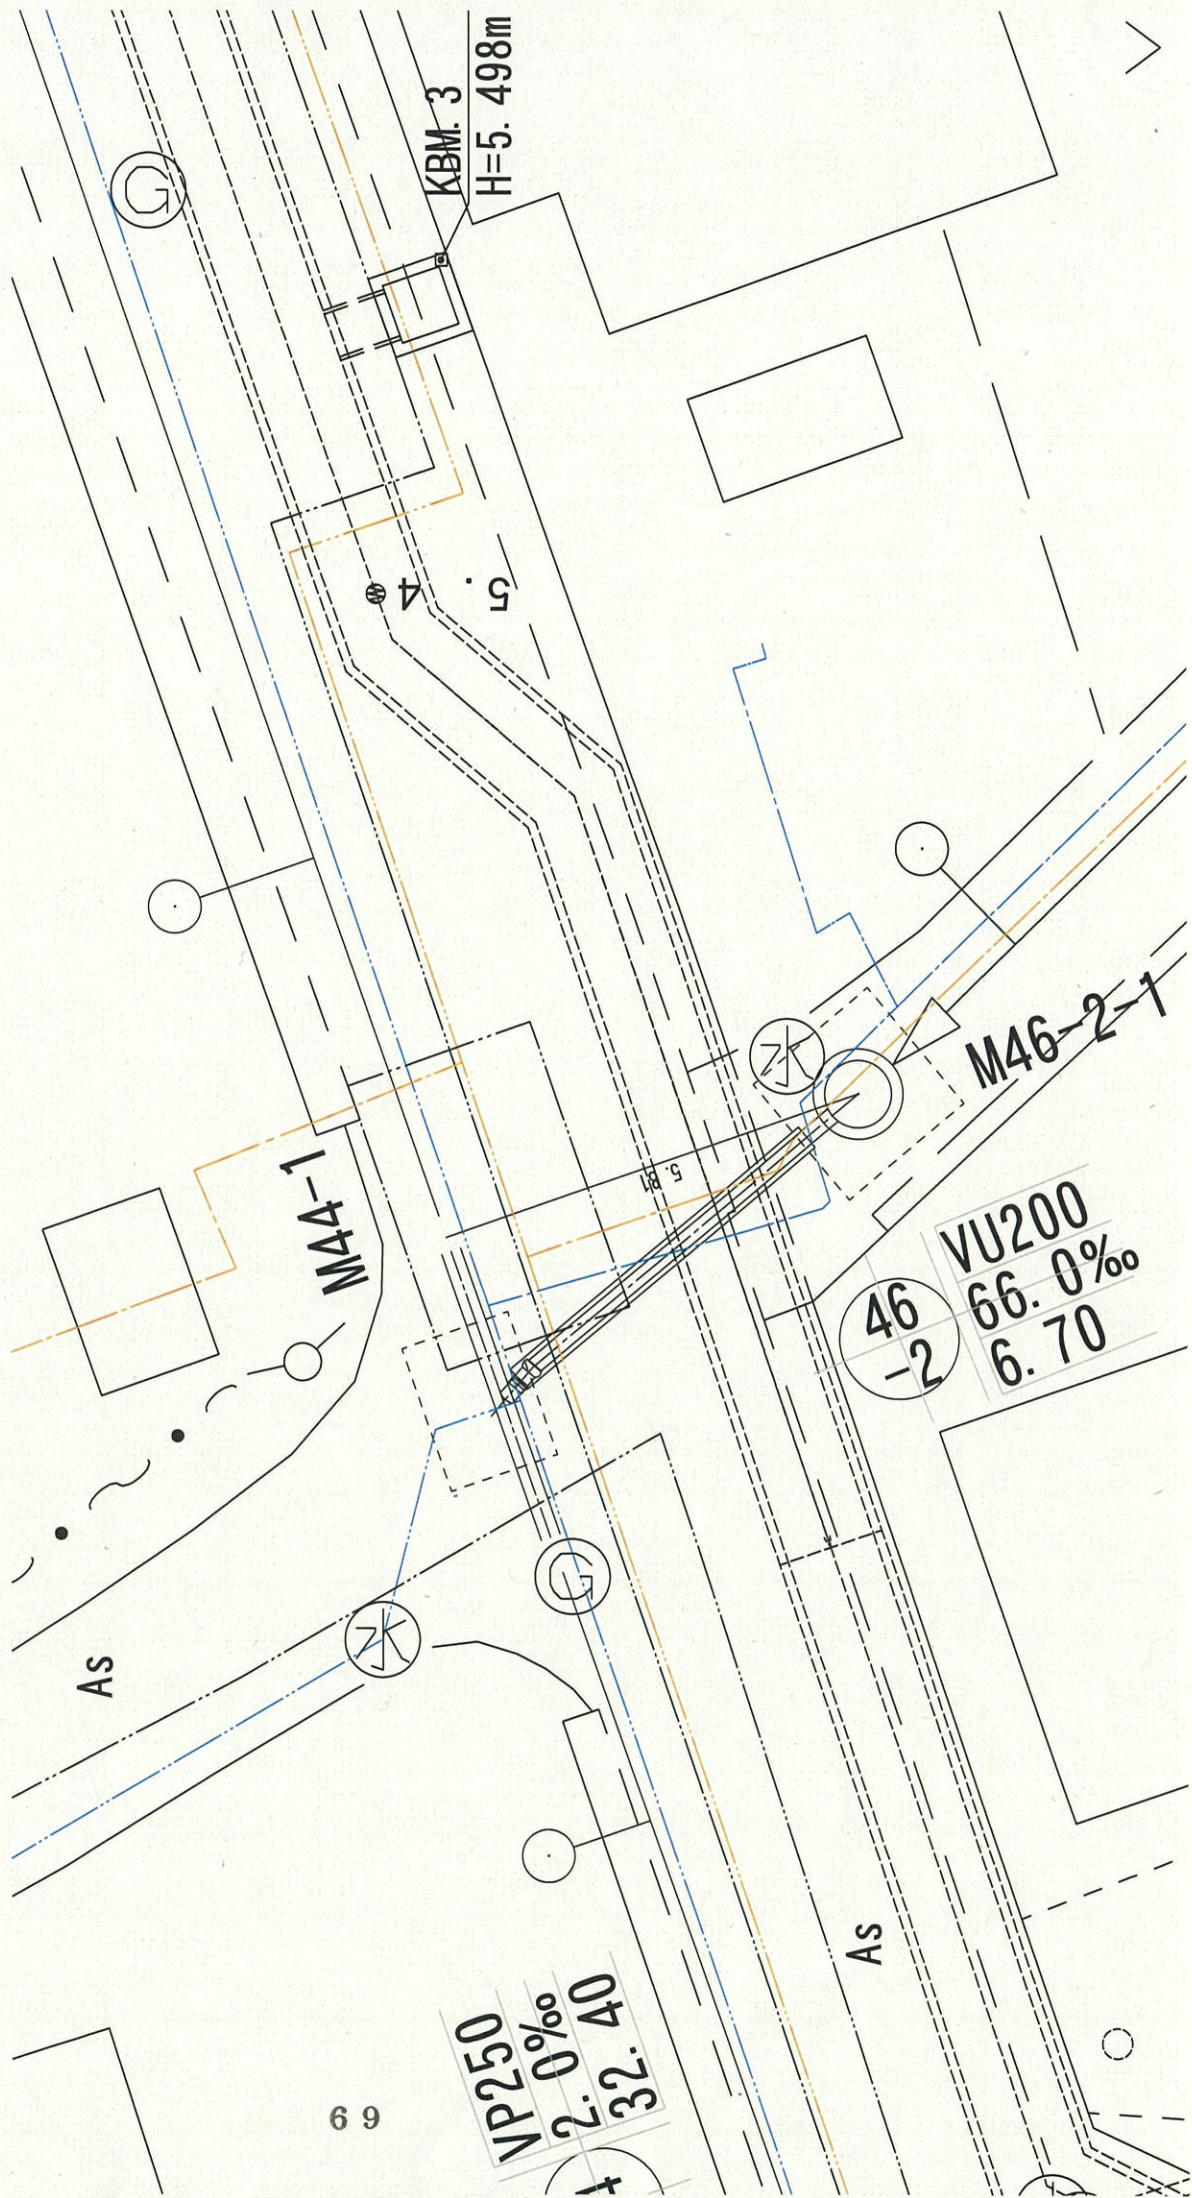 KBM. 3
H=5. 498m
G
5. 4
水
M46-2-1
M44-1
5. 81
VU200
66. 0‰
6. 70
46
-2
G
水
As
As
VP250
2. 0‰
32. 40
69